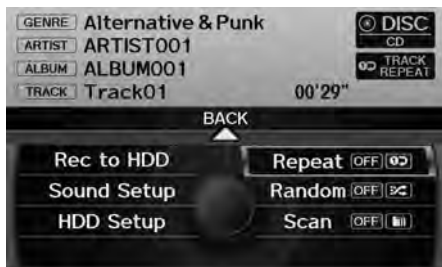 GENRE Alternative & Punk
DISC
ARTIST ARTIST001
CD
ALBUM ALBUM001
TRACK REPEAT
TRACK Track01 00'29"
BACK
Rec to HDD
Repeat OFF
Sound Setup
Random OFF
HDD Setup
Scan OFF